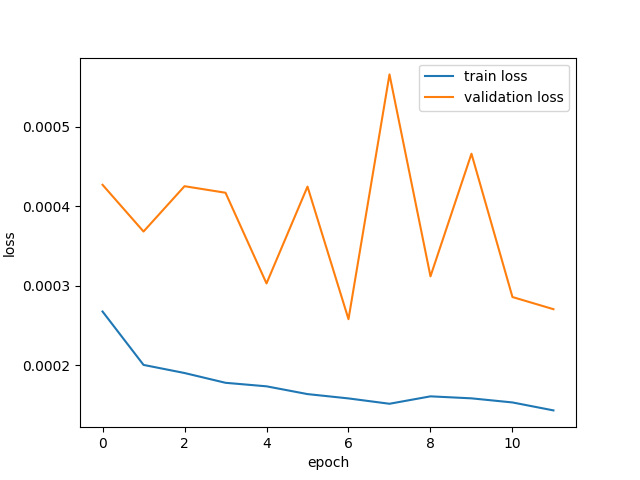 train loss
validation loss
0.0005
0.0004
0.0003
0.0002
loss
0 2 4 6 8 10
epoch